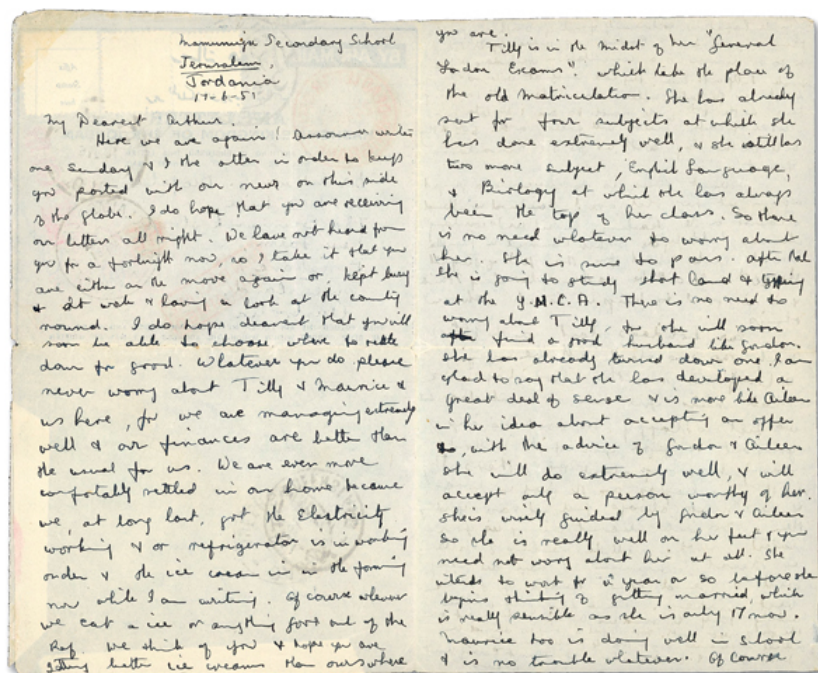 Mamuniya Secondary School
Jerusalem,
Jordania
17-6-51
My Dearest Arthur.
Here we are again! write
one Sunday & I the other in order to keep
you posted with our news on this side
of the globe. I do hope that you are receiving
our letters all right. We have not heard from
you for a fortnight now, so I take it that you
are either on the move again or kept busy
& at work & having a look at the country
round. I do hope dearest that you will
soon be able to choose where to settle
down for good. Whatever you do please
never worry about Tilly & Maurice &
us here, for we are managing extremely
well & our finances are better than
the usual for us. We are even more
comfortably settled in our home because
we, at long last, got the Electricity
working & or refrigerator is in working
order & the ice cream in in the forming
now while I am writing. Of course whenever
we eat a ice or anything good out of the
Ref. we think of you & hope you are
getting better ice creams than ours where
you are.
Tilly is in the midst of her "General
London Exams". which take the place of
the old Matriculation. She has already
sent for four subjects at which she
has done extremely well, & she still has
two more subject, English Language,
& Biology at which she has always
been the top of her class. So there
is no need whatever to worry about
her. She is sure to pass. After that
she is going to study short hand & typing
at the Y.M.C.A. There is no need to
worry about Tilly, for she will soon
find a good husband like Gordon.
She has already turned down one. I am
glad to say that she has developed a
great deal of sense & is more like Aileen
in her idea about accepting an offer
with the advice of Gordon & Aileen
she will do extremely well, & will
accept only a person worthy of her.
She is wisely guided by Gordon & Aileen
so she is really well on her feet & you
need not worry about her at all. She
intends to work for a year or so before she
begins thinking of getting married, which
is really sensible as she is only 17 now.
Maurice too is doing well in School
& is no trouble whatever. Of course